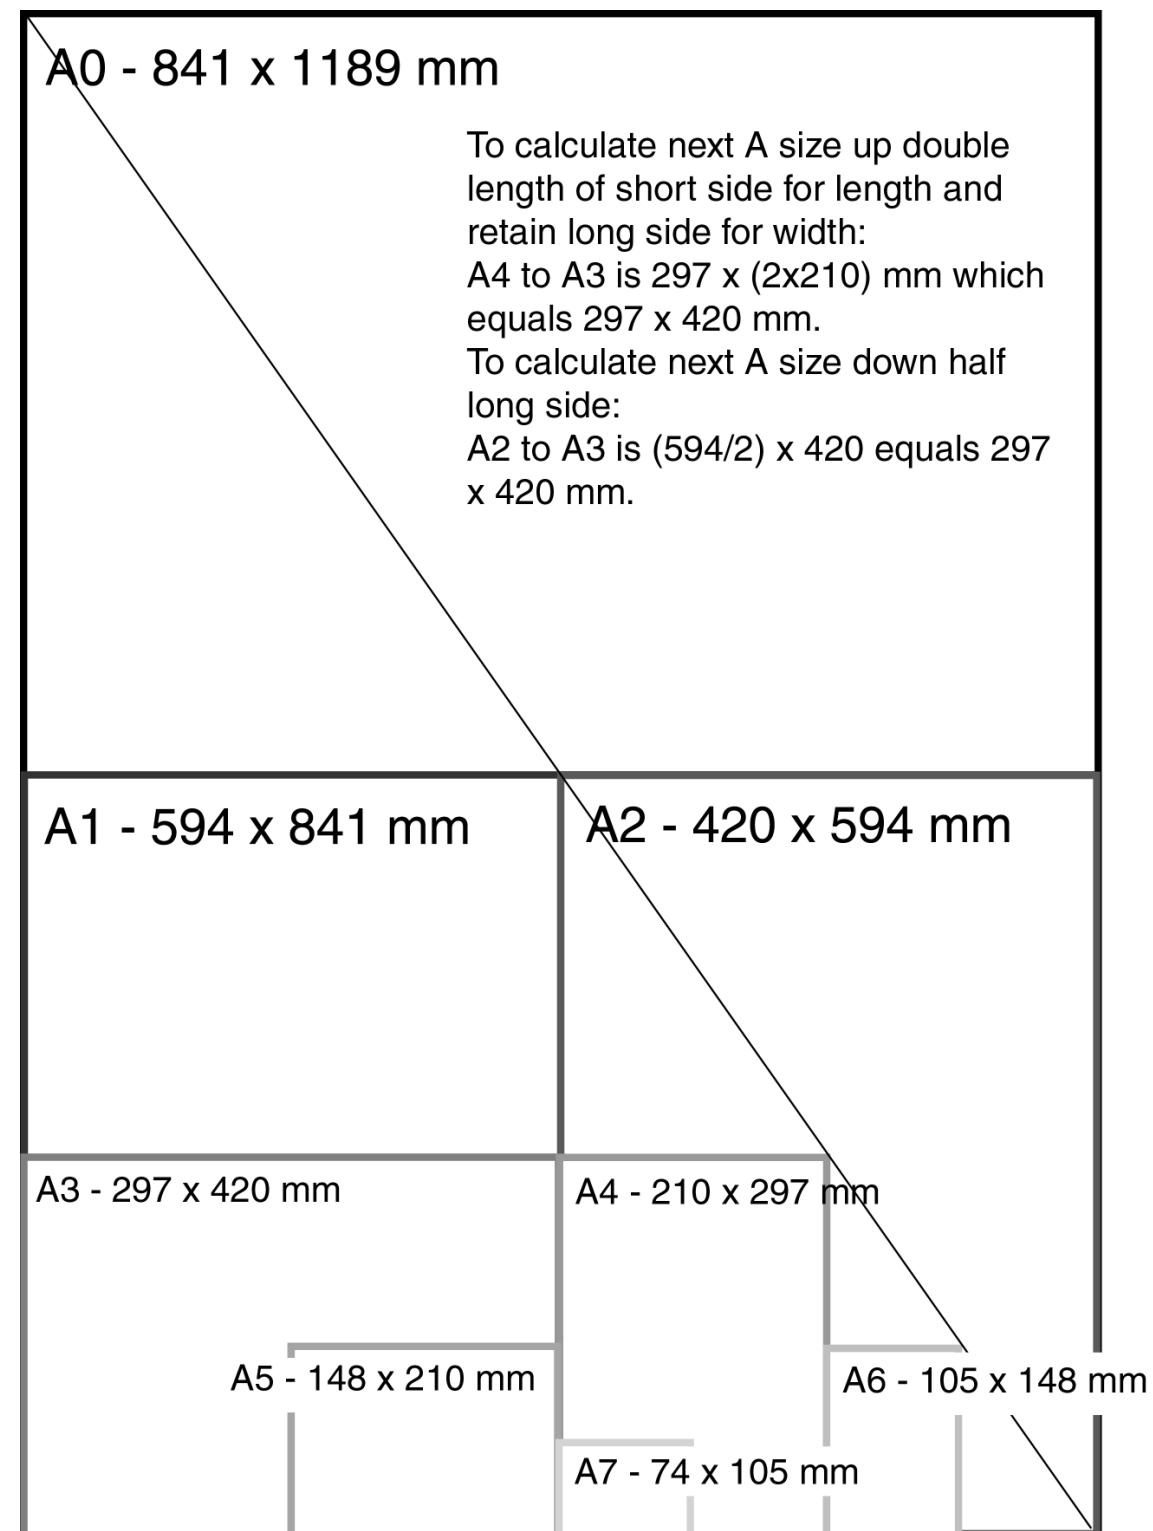 A0 - 841 x 1189 mm
To calculate next A size up double
length of short side for length and
retain long side for width:
A4 to A3 is 297 x (2x210) mm which
equals 297 x 420 mm.
To calculate next A size down half
long side:
A2 to A3 is (594/2) x 420 equals 297
x 420 mm.
A1 - 594 x 841 mm
A2 - 420 x 594 mm
A3 - 297 x 420 mm
A4 - 210 x 297 mm
A5 - 148 x 210 mm
A6 - 105 x 148 mm
A7 - 74 x 105 mm